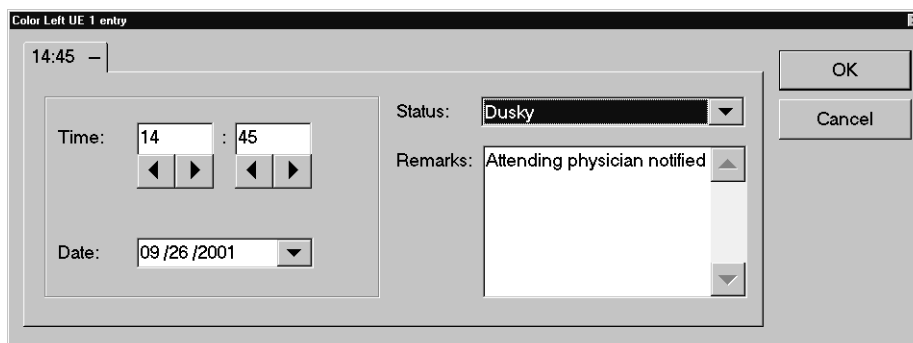 Color Left UE 1 entry
14:45 –
Time: 14 : 45
Date: 09 /26 /2001
Status: Dusky
Remarks: Attending physician notified
OK
Cancel